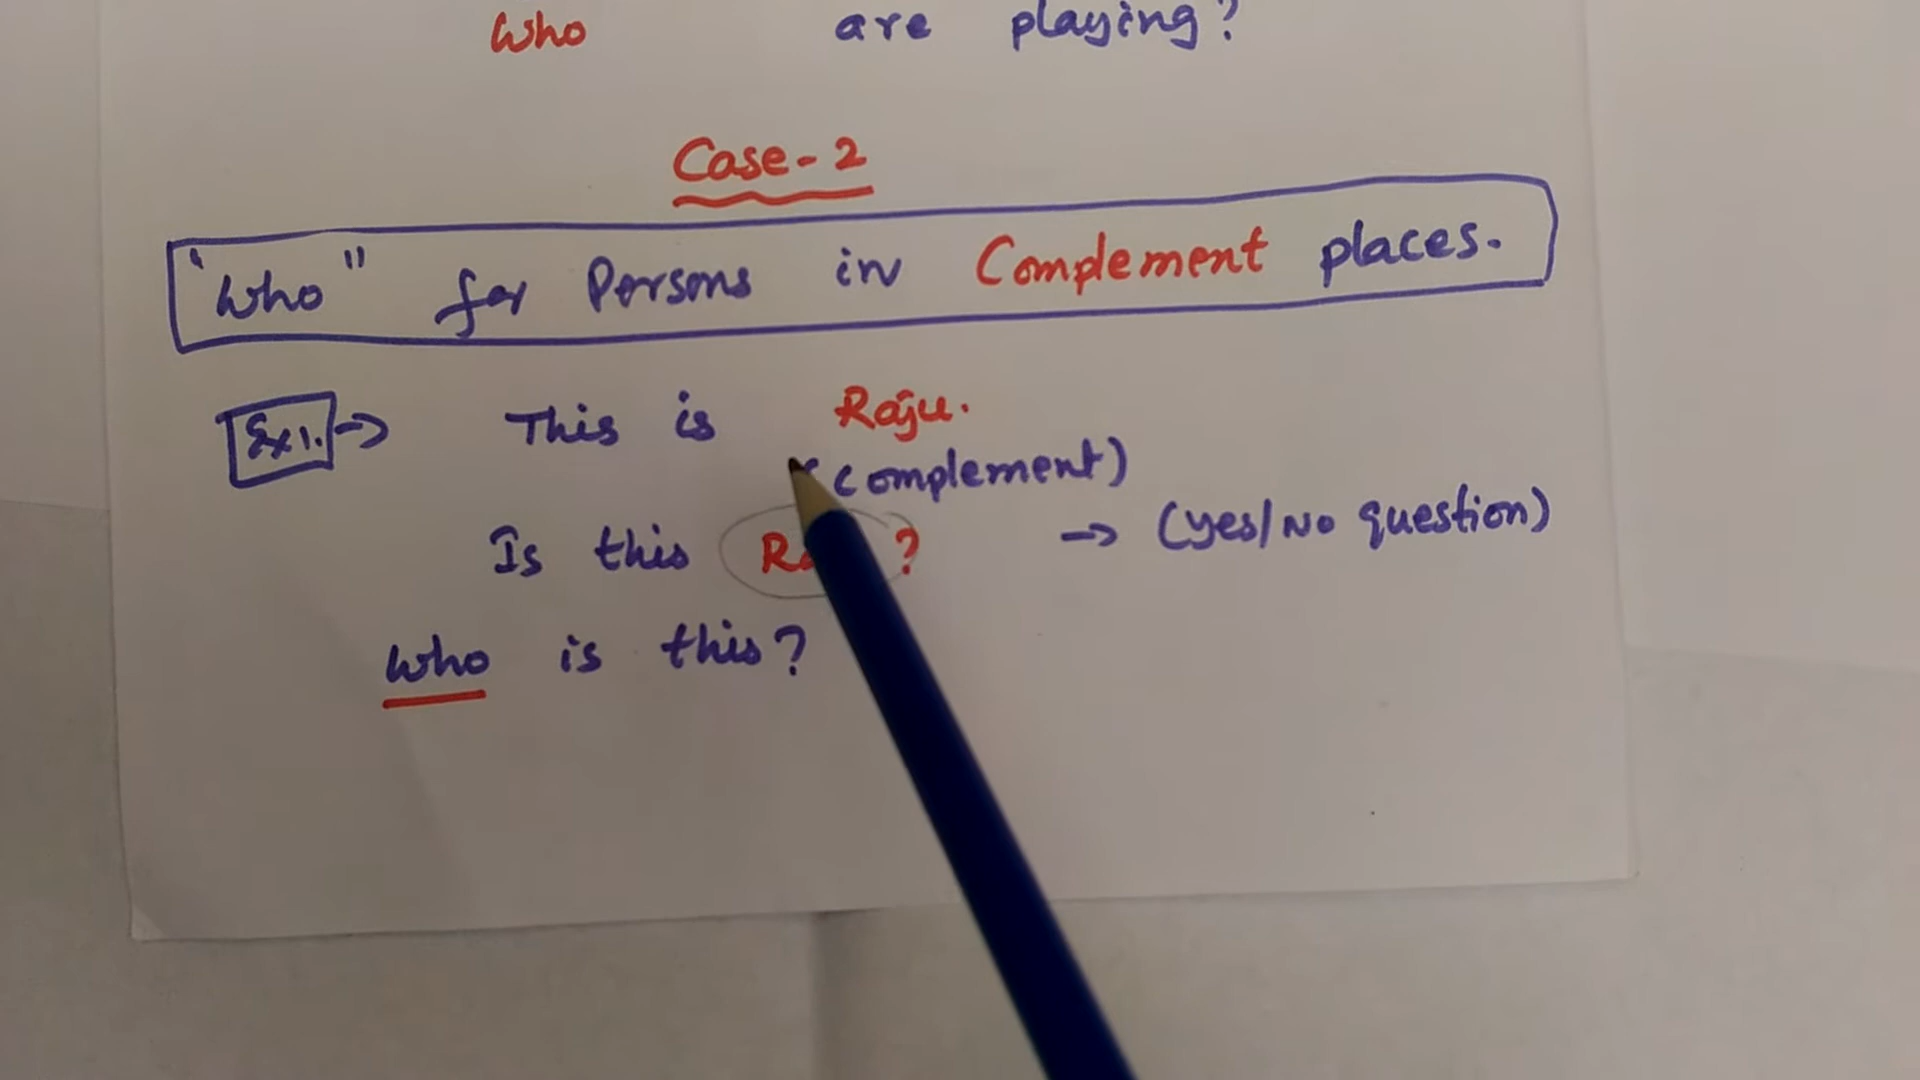 Who are playing?
Case-2
"Who" for Persons in Complement places.
Ex1. → This is Raju.
(complement)
Is this ? → (yes/No question)
Who is this?